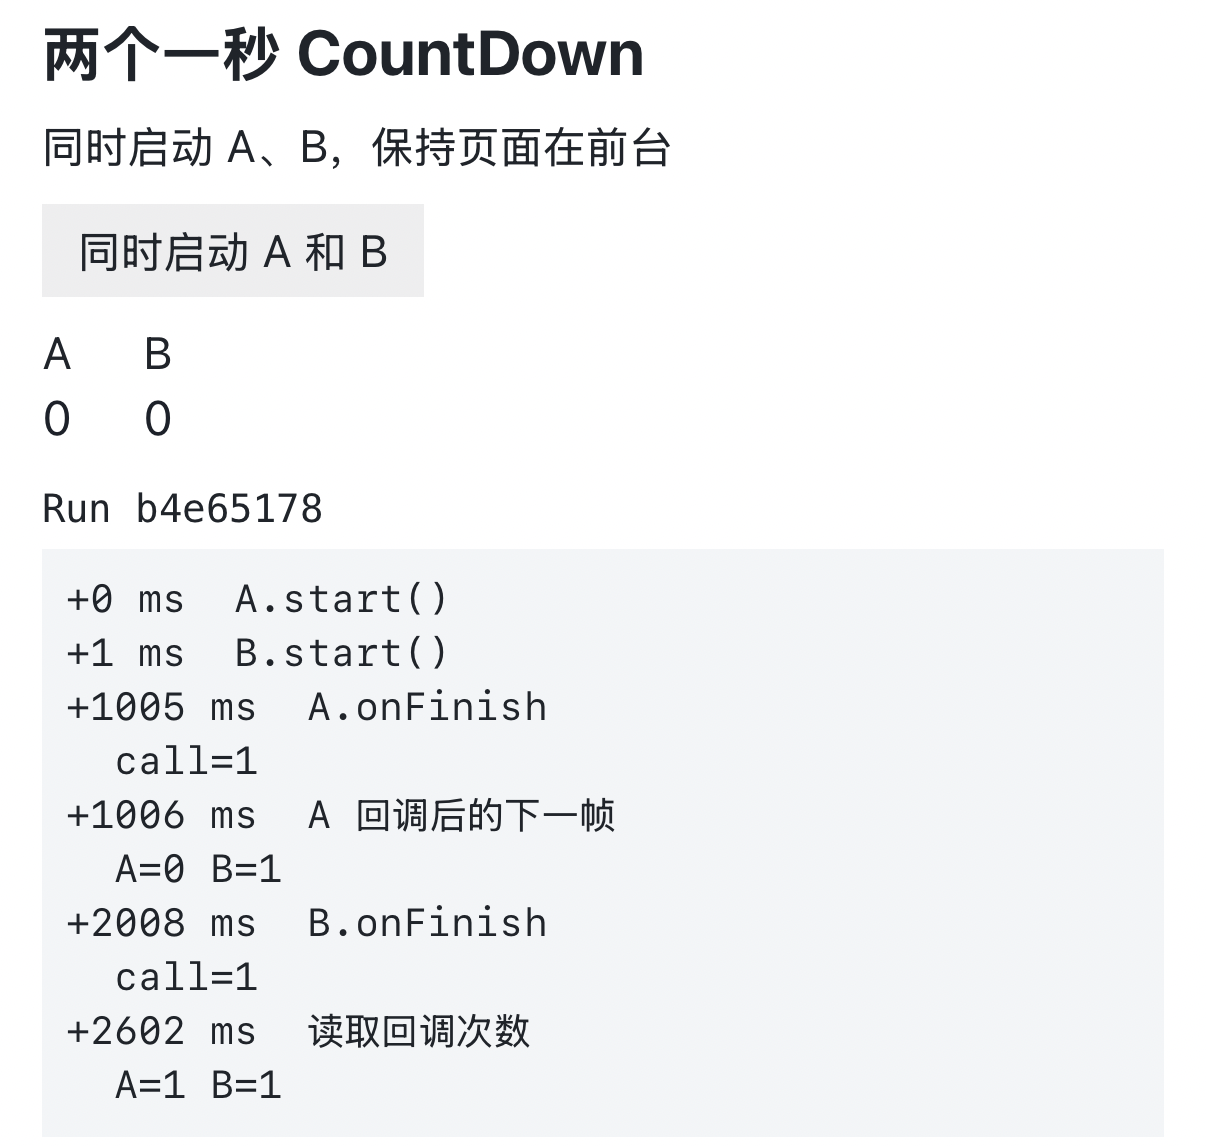 两个一秒 CountDown
同时启动 A、B，保持页面在前台
同时启动 A 和 B
A B
0 0
Run b4e65178
+0 ms  A.start()
+1 ms  B.start()
+1005 ms  A.onFinish
  call=1
+1006 ms  A 回调后的下一帧
  A=0 B=1
+2008 ms  B.onFinish
  call=1
+2602 ms  读取回调次数
  A=1 B=1